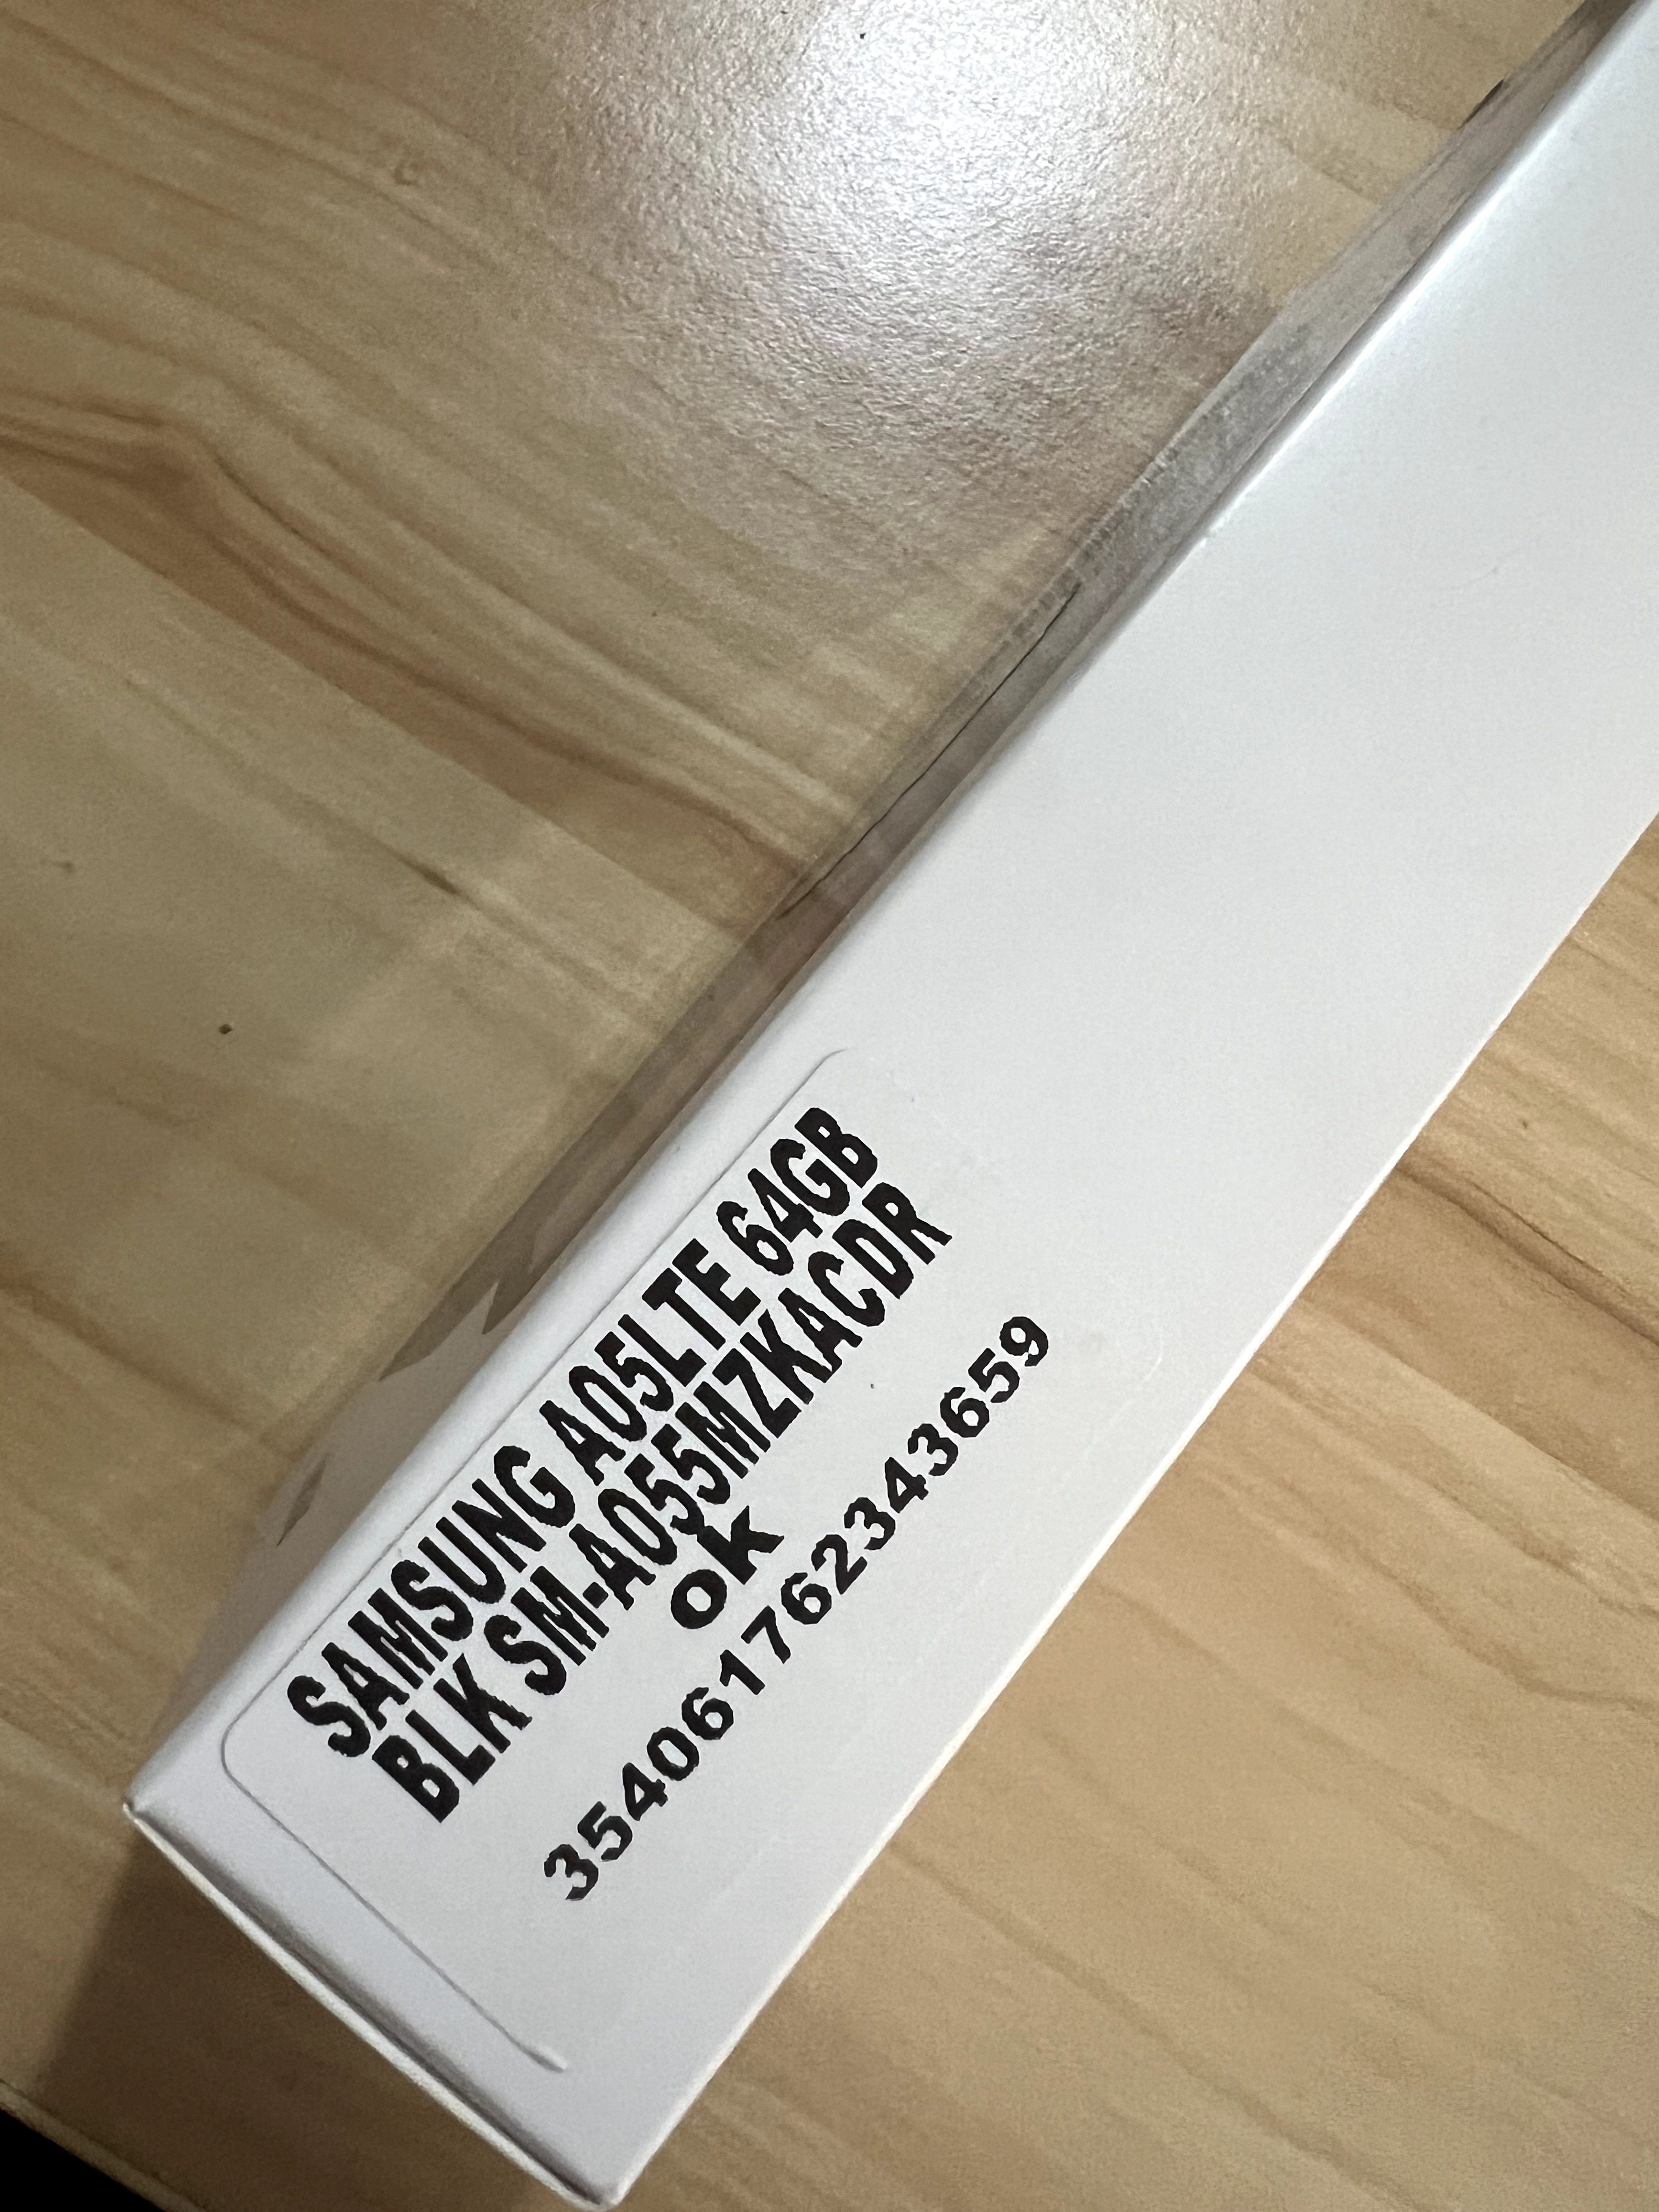 SAMSUNG A05LTE 64GB
BLK SM-A055MZKACDR
ok
354061762343659